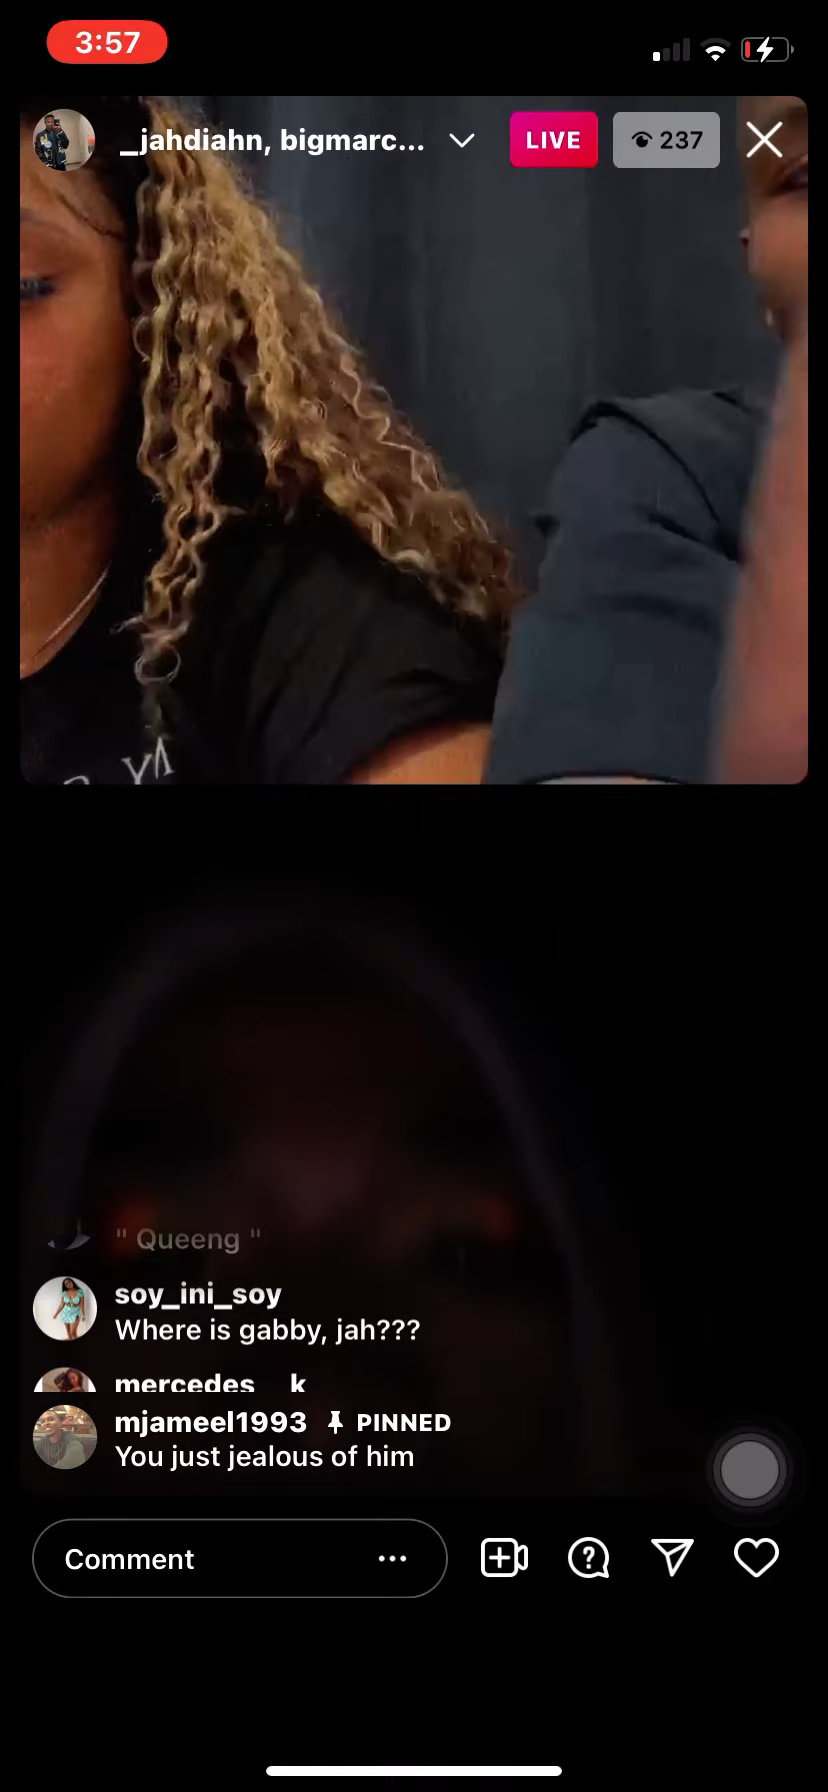 3:57
_jahdiahn, bigmarc...
LIVE
237
" Queeng "
soy_ini_soy
Where is gabby, jah???
mjameel1993 PINNED
You just jealous of him
Comment